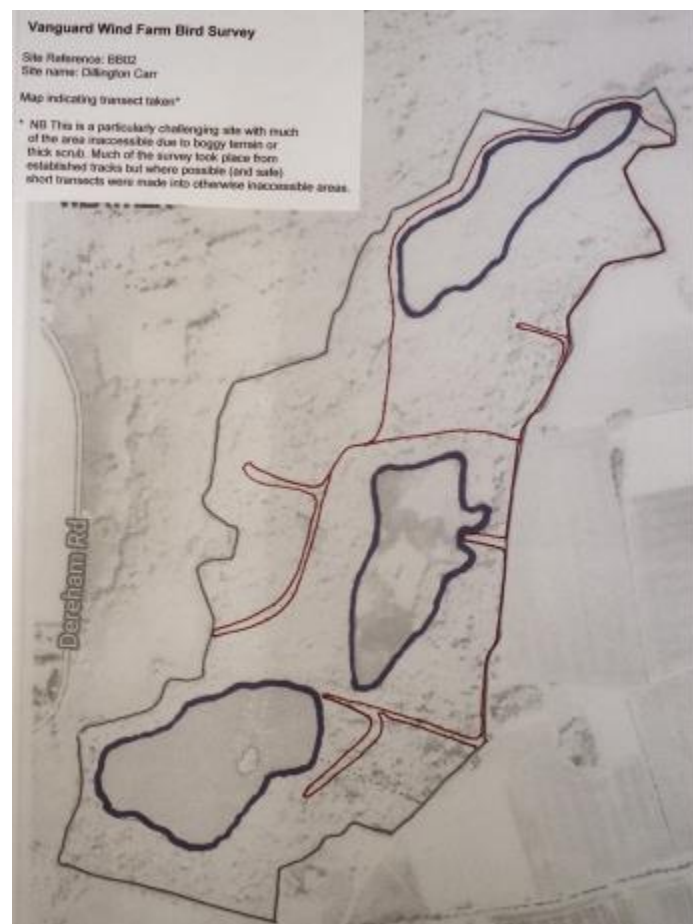 Vanguard Wind Farm Bird Survey
Site Reference: BB02
Site name: Dillington Carr
Map indicating transect taken*
* NB This is a particularly challenging site with much
of the area inaccessible due to boggy terrain or
thick scrub. Much of the survey took place from
established tracks but where possible (and safe)
short transects were made into otherwise inaccessible areas.
Dereham Rd